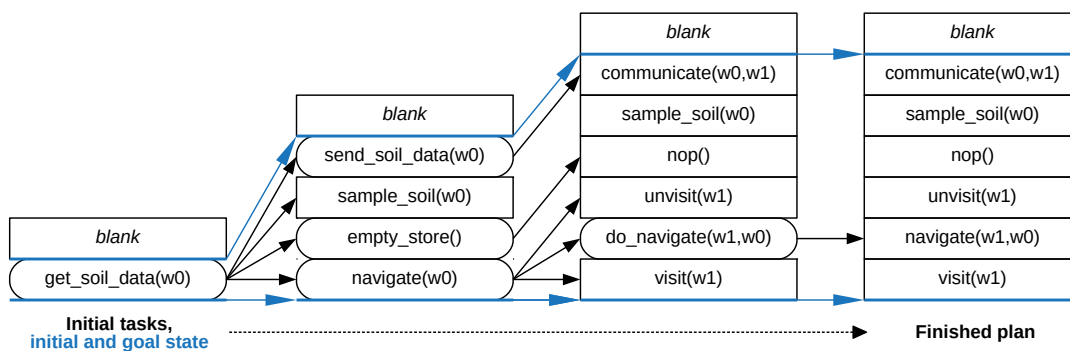 blank
get_soil_data(w0)
blank
send_soil_data(w0)
sample_soil(w0)
empty_store()
navigate(w0)
blank
communicate(w0,w1)
sample_soil(w0)
nop()
unvisit(w1)
do_navigate(w1,w0)
visit(w1)
blank
communicate(w0,w1)
sample_soil(w0)
nop()
unvisit(w1)
navigate(w1,w0)
visit(w1)
Initial tasks,
initial and goal state
Finished plan